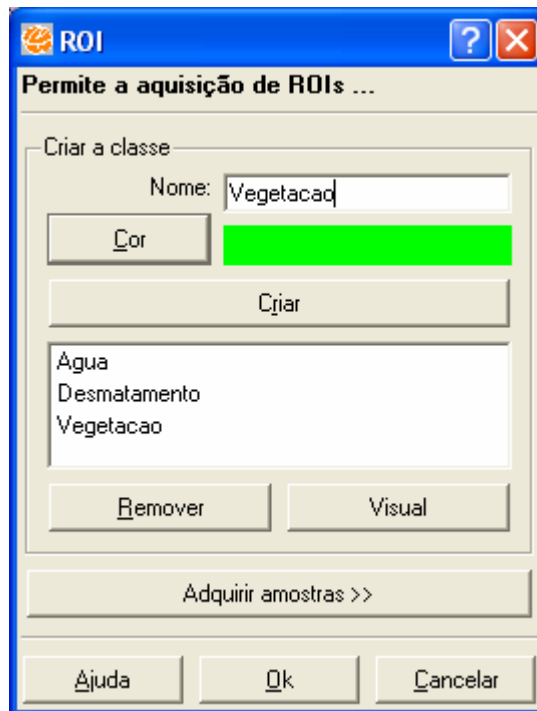 ROI
Permite a aquisição de ROIs ...
Criar a classe
Nome: Vegetacao
Cor
Criar
Agua
Desmatamento
Vegetacao
Remover Visual
Adquirir amostras >>
Ajuda Ok Cancelar